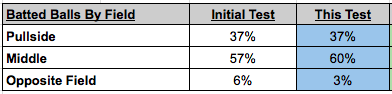 Batted Balls By Field Initial Test This Test
Pullside 37% 37%
Middle 57% 60%
Opposite Field 6% 3%